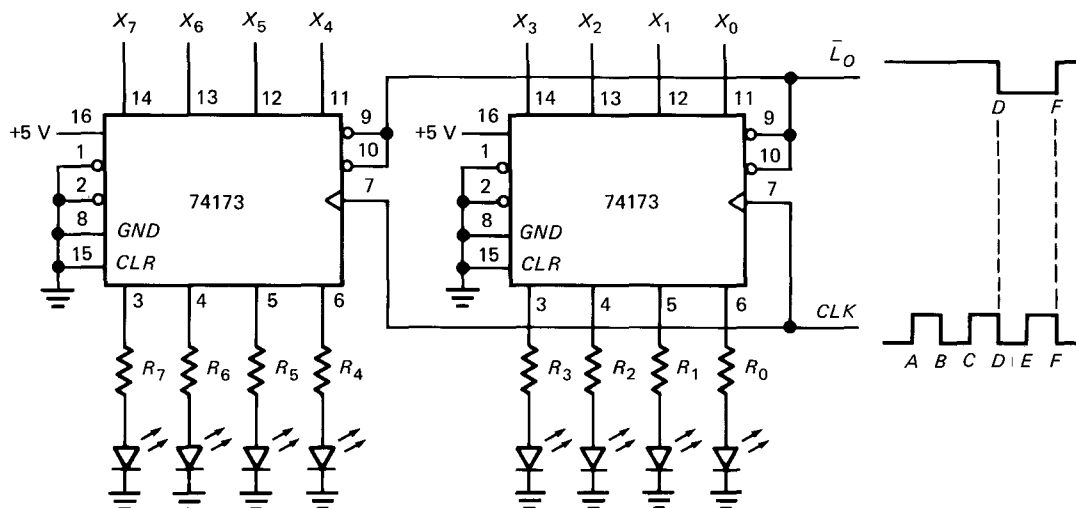 X7 X6 X5 X4 X3 X2 X1 X0
L̄O
14 13 12 11 14 13 12 11
D F
+5 V 16 9 +5 V 16 9
1 10 1 10
2 74173 7 2 74173 7
8 GND 8 GND
15 CLR 15 CLR
3 4 5 6 3 4 5 6
CLK
R7 R6 R5 R4 R3 R2 R1 R0
A B C D E F